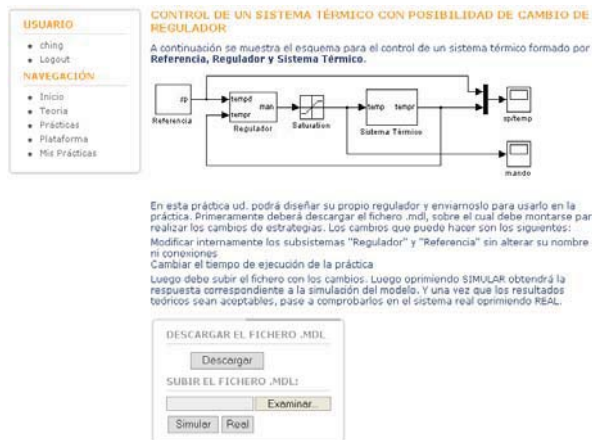 USUARIO
ching
Logout
NAVEGACIÓN
Inicio
Teoria
Prácticas
Plataforma
Mis Prácticas
CONTROL DE UN SISTEMA TÉRMICO CON POSIBILIDAD DE CAMBIO DE
REGULADOR
A continuación se muestra el esquema para el control de un sistema térmico formado por
Referencia, Regulador y Sistema Térmico.
sp
Referencia
tempd
tempr
man
Regulador
Saturation
temp
tempr
Sistema Térmico
sp/temp
mando
En esta práctica ud. podrá diseñar su propio regulador y enviarnoslo para usarlo en la
práctica. Primeramente deberá descargar el fichero .mdl, sobre el cual debe montarse par
realizar los cambios de estrategias. Los cambios que puede hacer son los siguientes:
Modificar internamente los subsistemas "Regulador" y "Referencia" sin alterar su nombre
ni conexiones
Cambiar el tiempo de ejecución de la práctica
Luego debe subir el fichero con los cambios. Luego oprimiendo SIMULAR obtendrá la
respuesta correspondiente a la simulación del modelo. Y una vez que los resultados
teóricos sean aceptables, pase a comprobarlos en el sistema real oprimiendo REAL.
DESCARGAR EL FICHERO .MDL
Descargar
SUBIR EL FICHERO .MDL:
Examinar...
Simular
Real